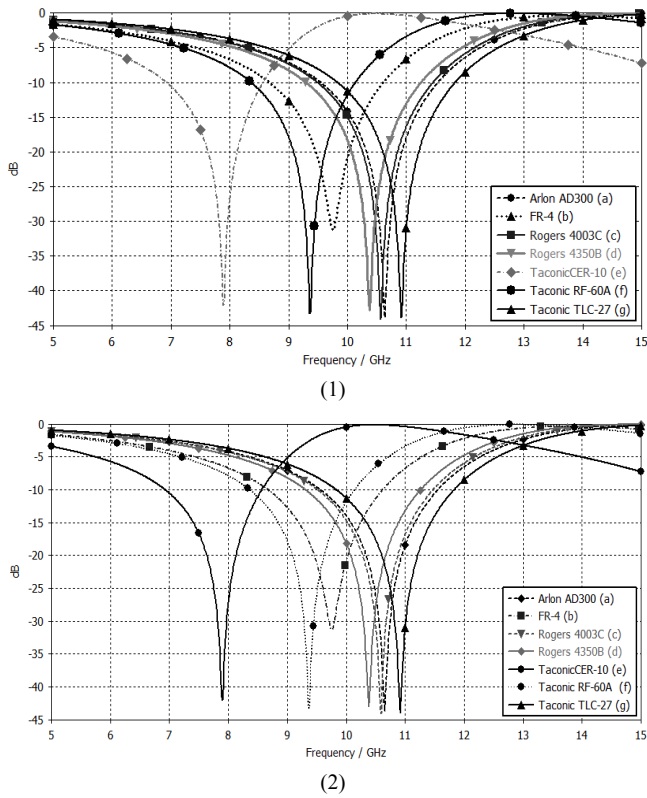 0
-5
-10
-15
-20
-25
-30
-35
-40
-45
dB
Arlon AD300 (a)
FR-4 (b)
Rogers 4003C (c)
Rogers 4350B (d)
TaconicCER-10 (e)
Taconic RF-60A (f)
Taconic TLC-27 (g)
5 6 7 8 9 10 11 12 13 14 15
Frequency / GHz
(1)
0
-5
-10
-15
-20
-25
-30
-35
-40
-45
dB
Arlon AD300 (a)
FR-4 (b)
Rogers 4003C (c)
Rogers 4350B (d)
TaconicCER-10 (e)
Taconic RF-60A (f)
Taconic TLC-27 (g)
5 6 7 8 9 10 11 12 13 14 15
Frequency / GHz
(2)